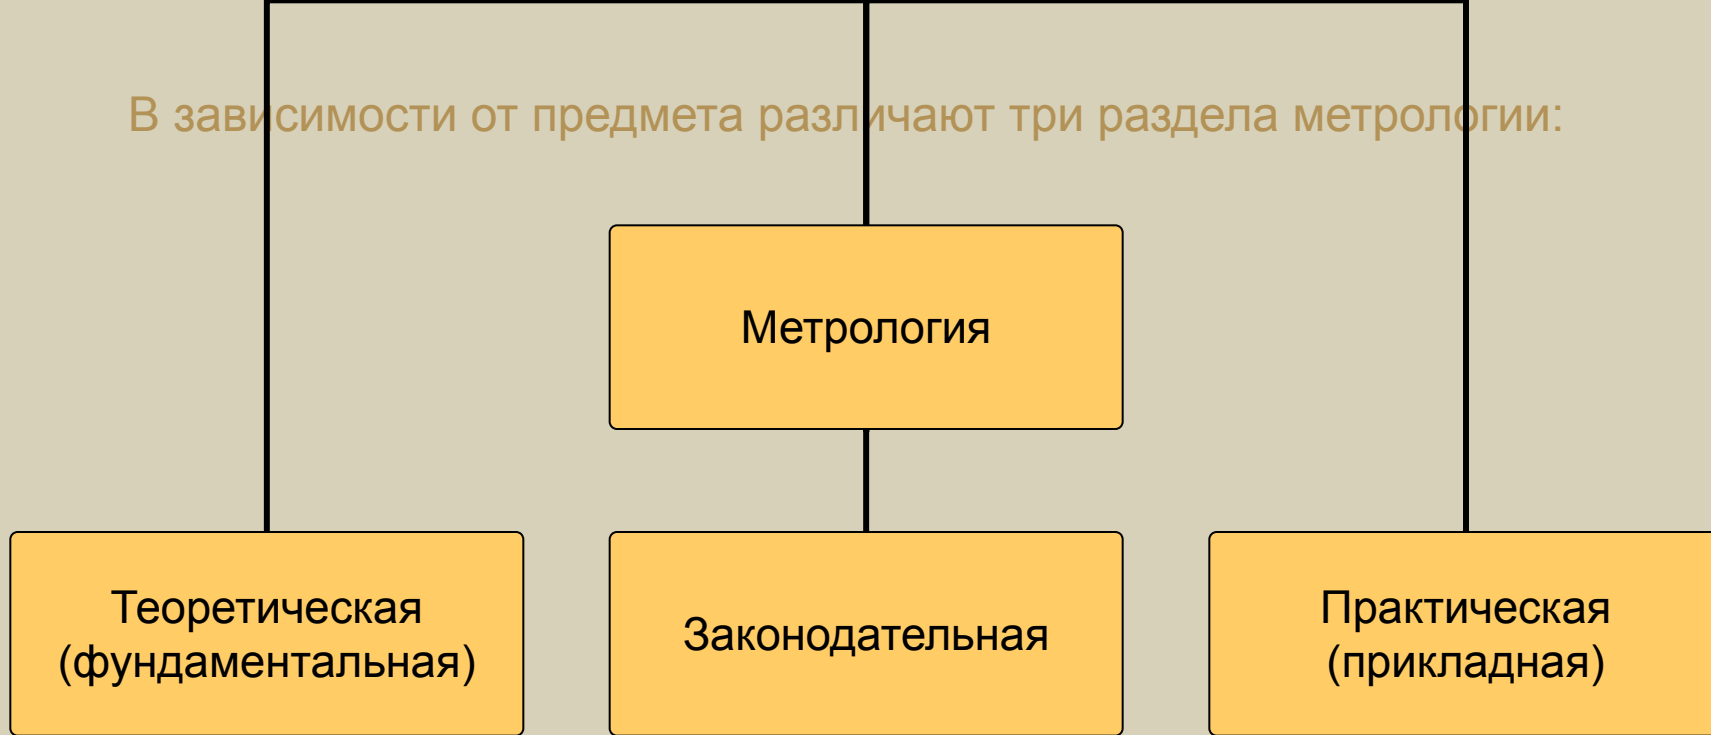 В зависимости от предмета различают три раздела метрологии:
Метрология
Теоретическая
(фундаментальная)
Законодательная
Практическая
(прикладная)